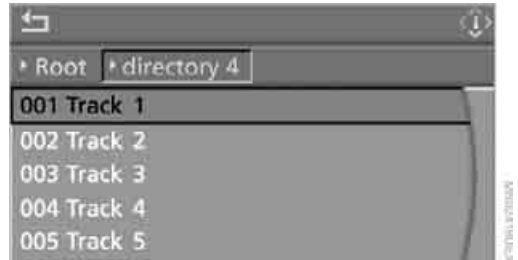 Root directory 4
001 Track 1
002 Track 2
003 Track 3
004 Track 4
005 Track 5